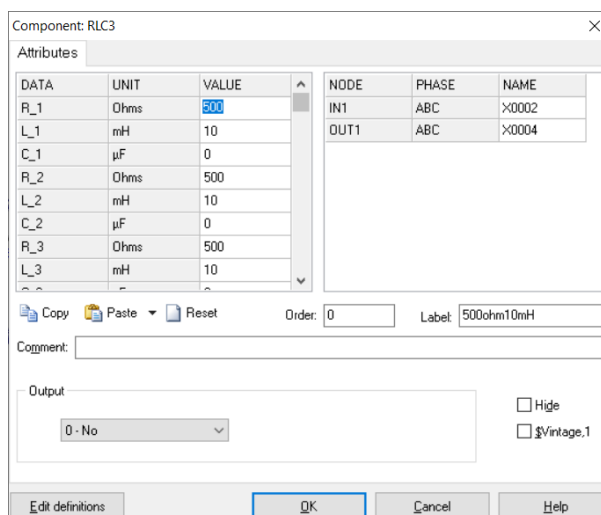 Component: RLC3
Attributes
DATA UNIT VALUE
R_1 Ohms 500
L_1 mH 10
C_1 µF 0
R_2 Ohms 500
L_2 mH 10
C_2 µF 0
R_3 Ohms 500
L_3 mH 10
NODE PHASE NAME
IN1 ABC X0002
OUT1 ABC X0004
Copy Paste Reset Order: 0 Label: 500ohm10mH
Comment:
Output
0 - No
Hide
$Vintage,1
Edit definitions OK Cancel Help